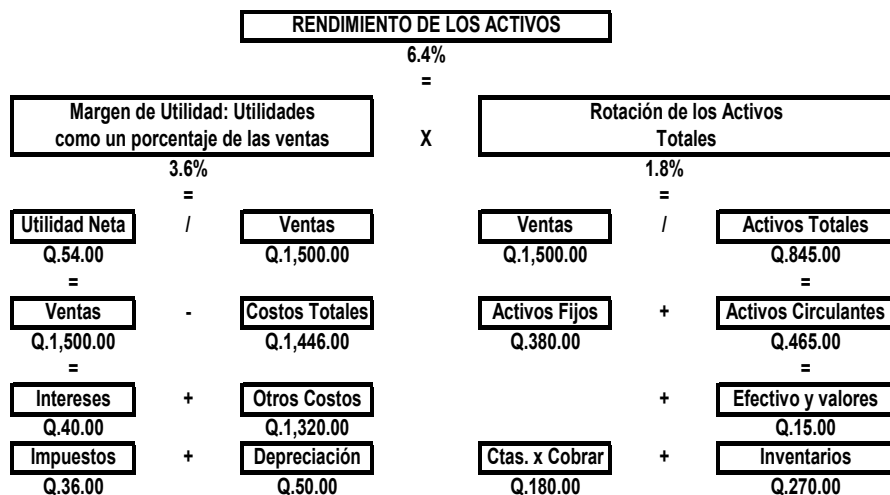 RENDIMIENTO DE LOS ACTIVOS
6.4%
=
Margen de Utilidad: Utilidades
como un porcentaje de las ventas
X
Rotación de los Activos
Totales
3.6%
1.8%
=
=
Utilidad Neta / Ventas Ventas / Activos Totales
Q.54.00 Q.1,500.00 Q.1,500.00 Q.845.00
= =
Ventas - Costos Totales Activos Fijos + Activos Circulantes
Q.1,500.00 Q.1,446.00 Q.380.00 Q.465.00
= =
Intereses + Otros Costos + Efectivo y valores
Q.40.00 Q.1,320.00 Q.15.00
Impuestos + Depreciación Ctas. x Cobrar + Inventarios
Q.36.00 Q.50.00 Q.180.00 Q.270.00